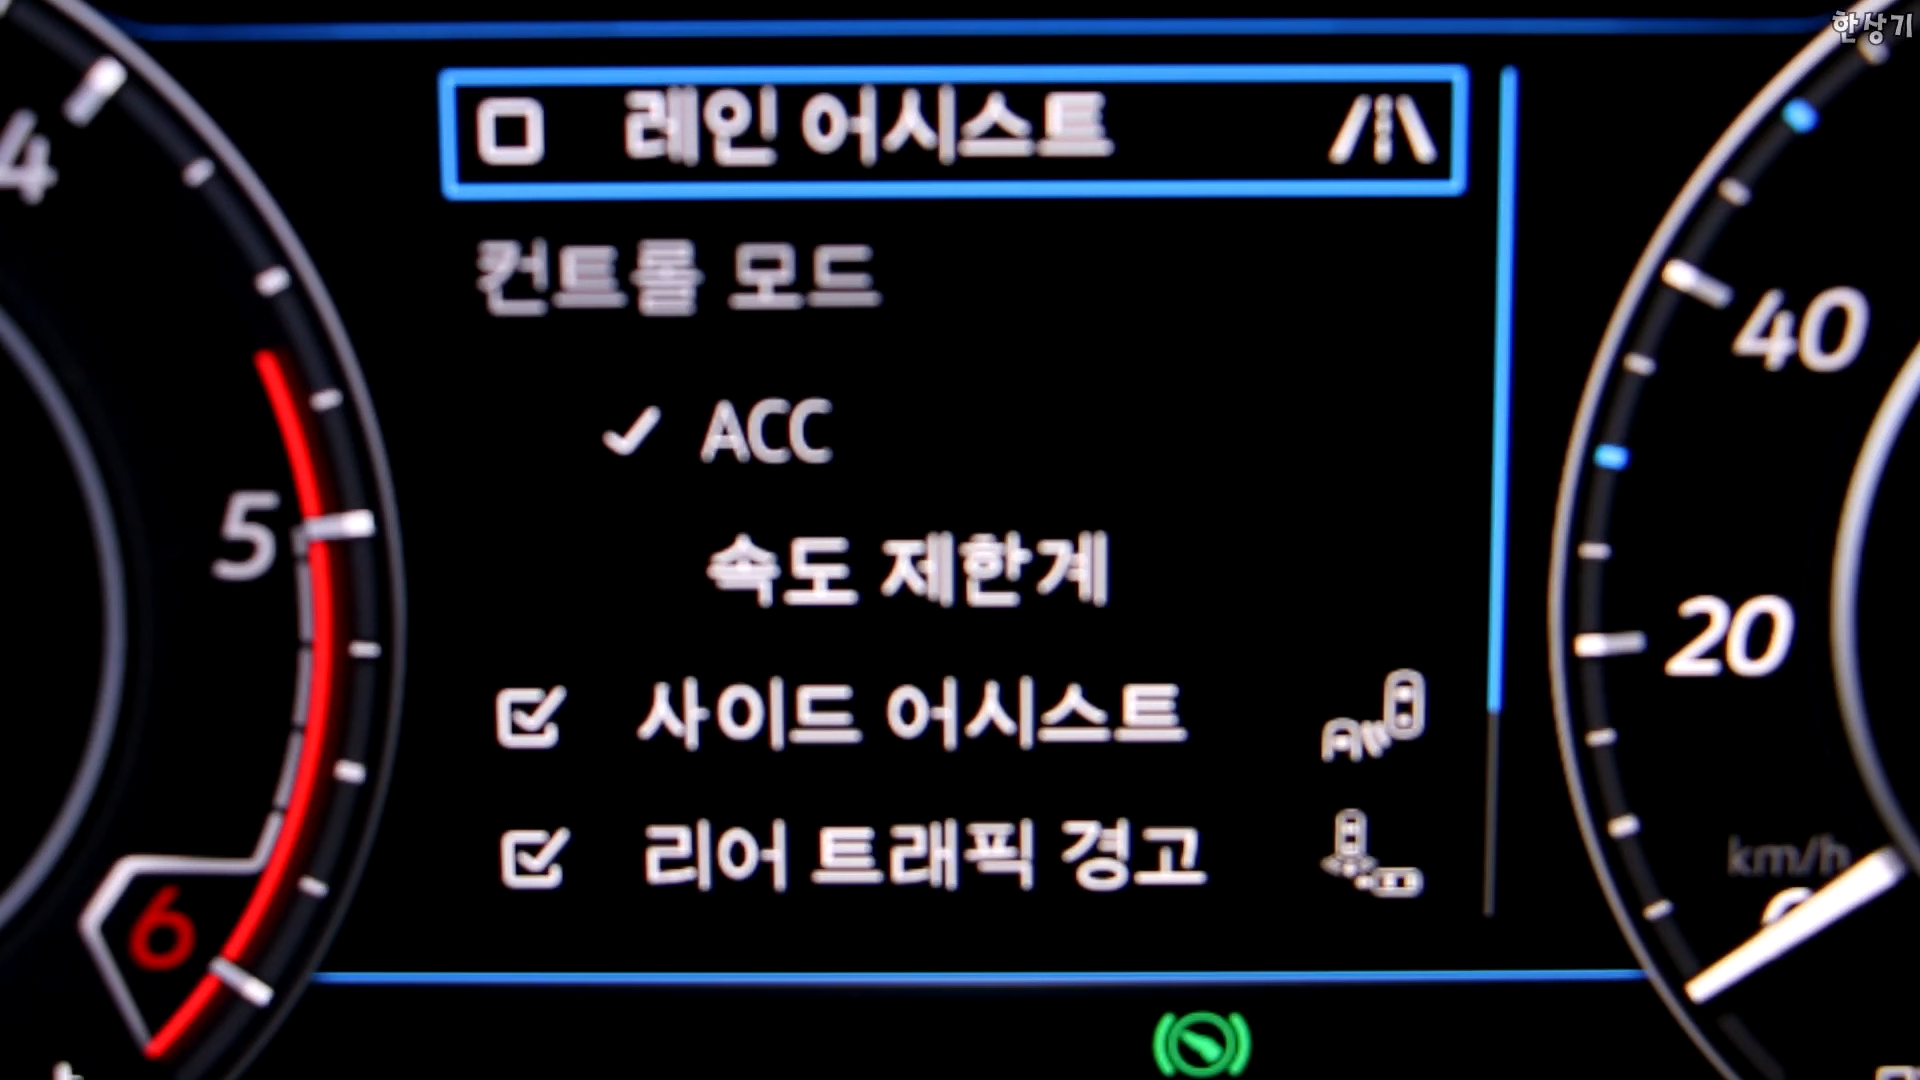 한상기
4
레인 어시스트
컨트롤 모드
40
ACC
5
속도 제한계
20
사이드 어시스트
리어 트래픽 경고
km/h
6